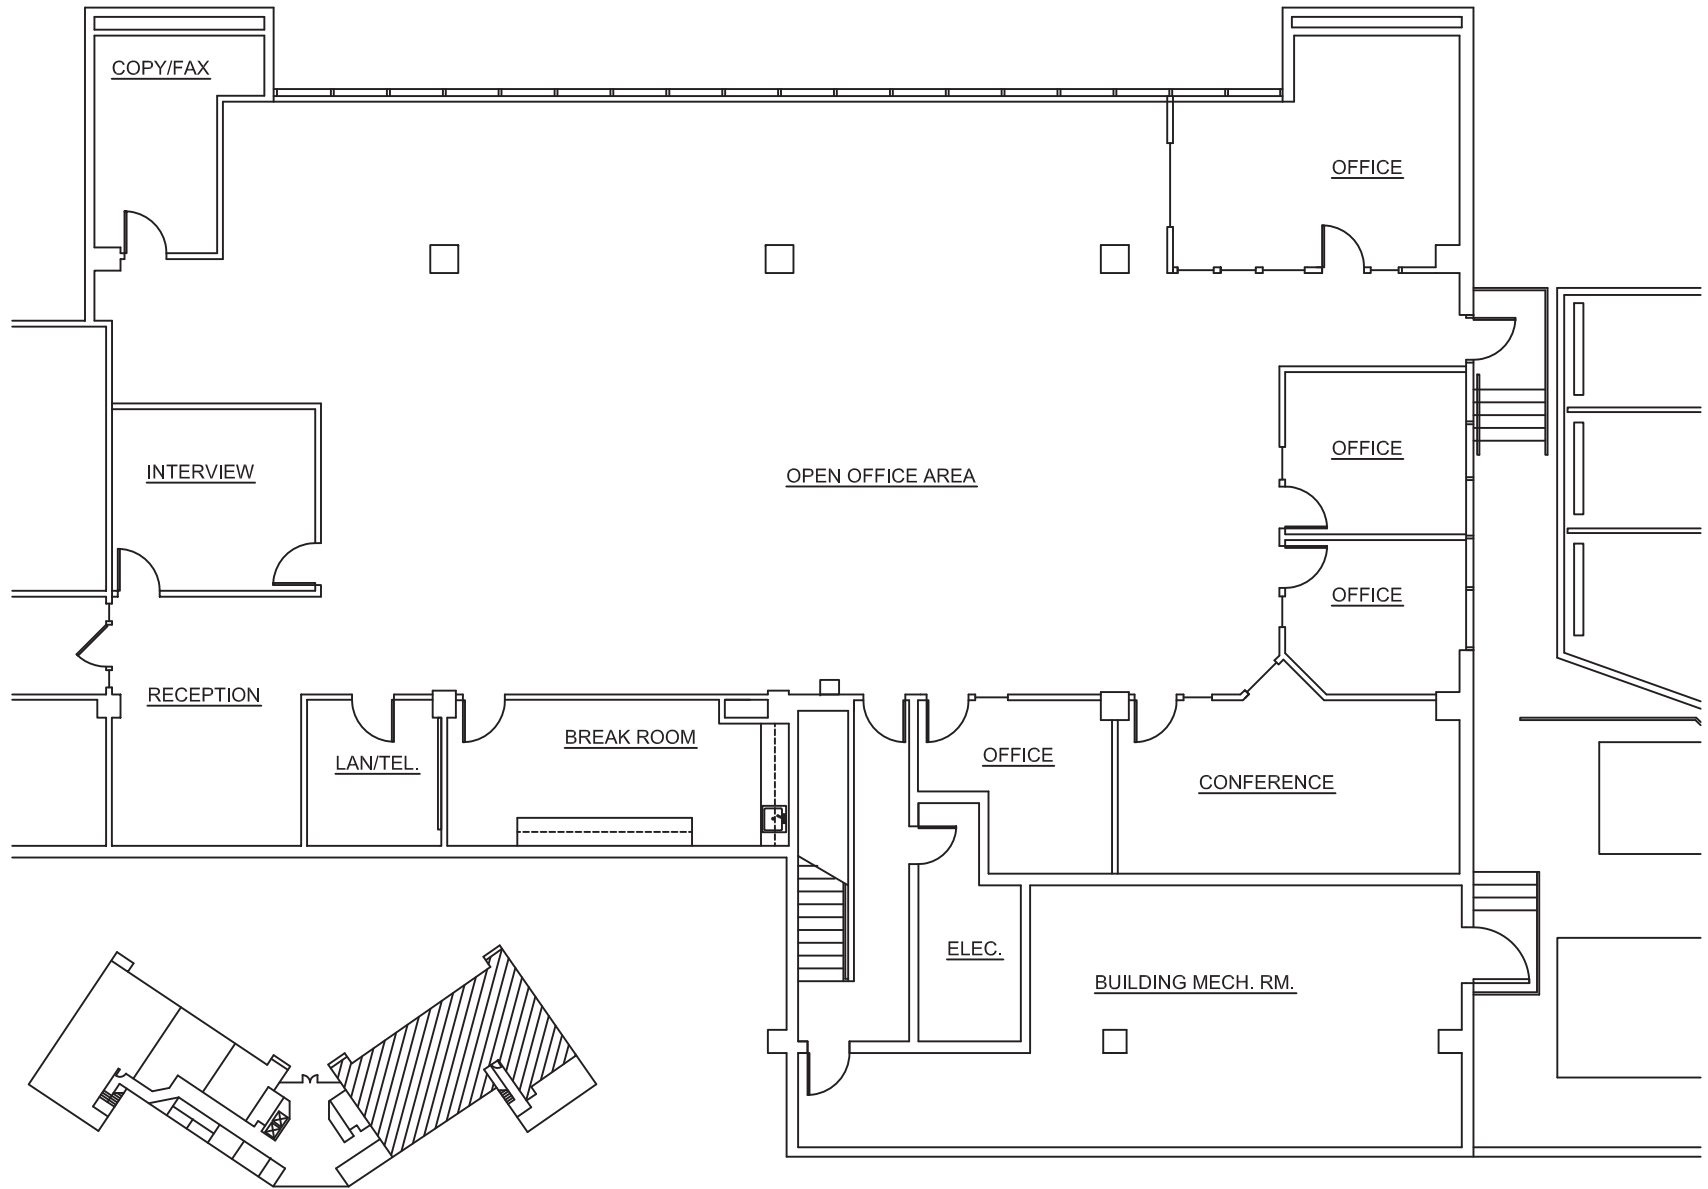 COPY/FAX
OFFICE
OFFICE
INTERVIEW
OPEN OFFICE AREA
OFFICE
RECEPTION
BREAK ROOM
OFFICE
LAN/TEL.
CONFERENCE
ELEC.
BUILDING MECH. RM.